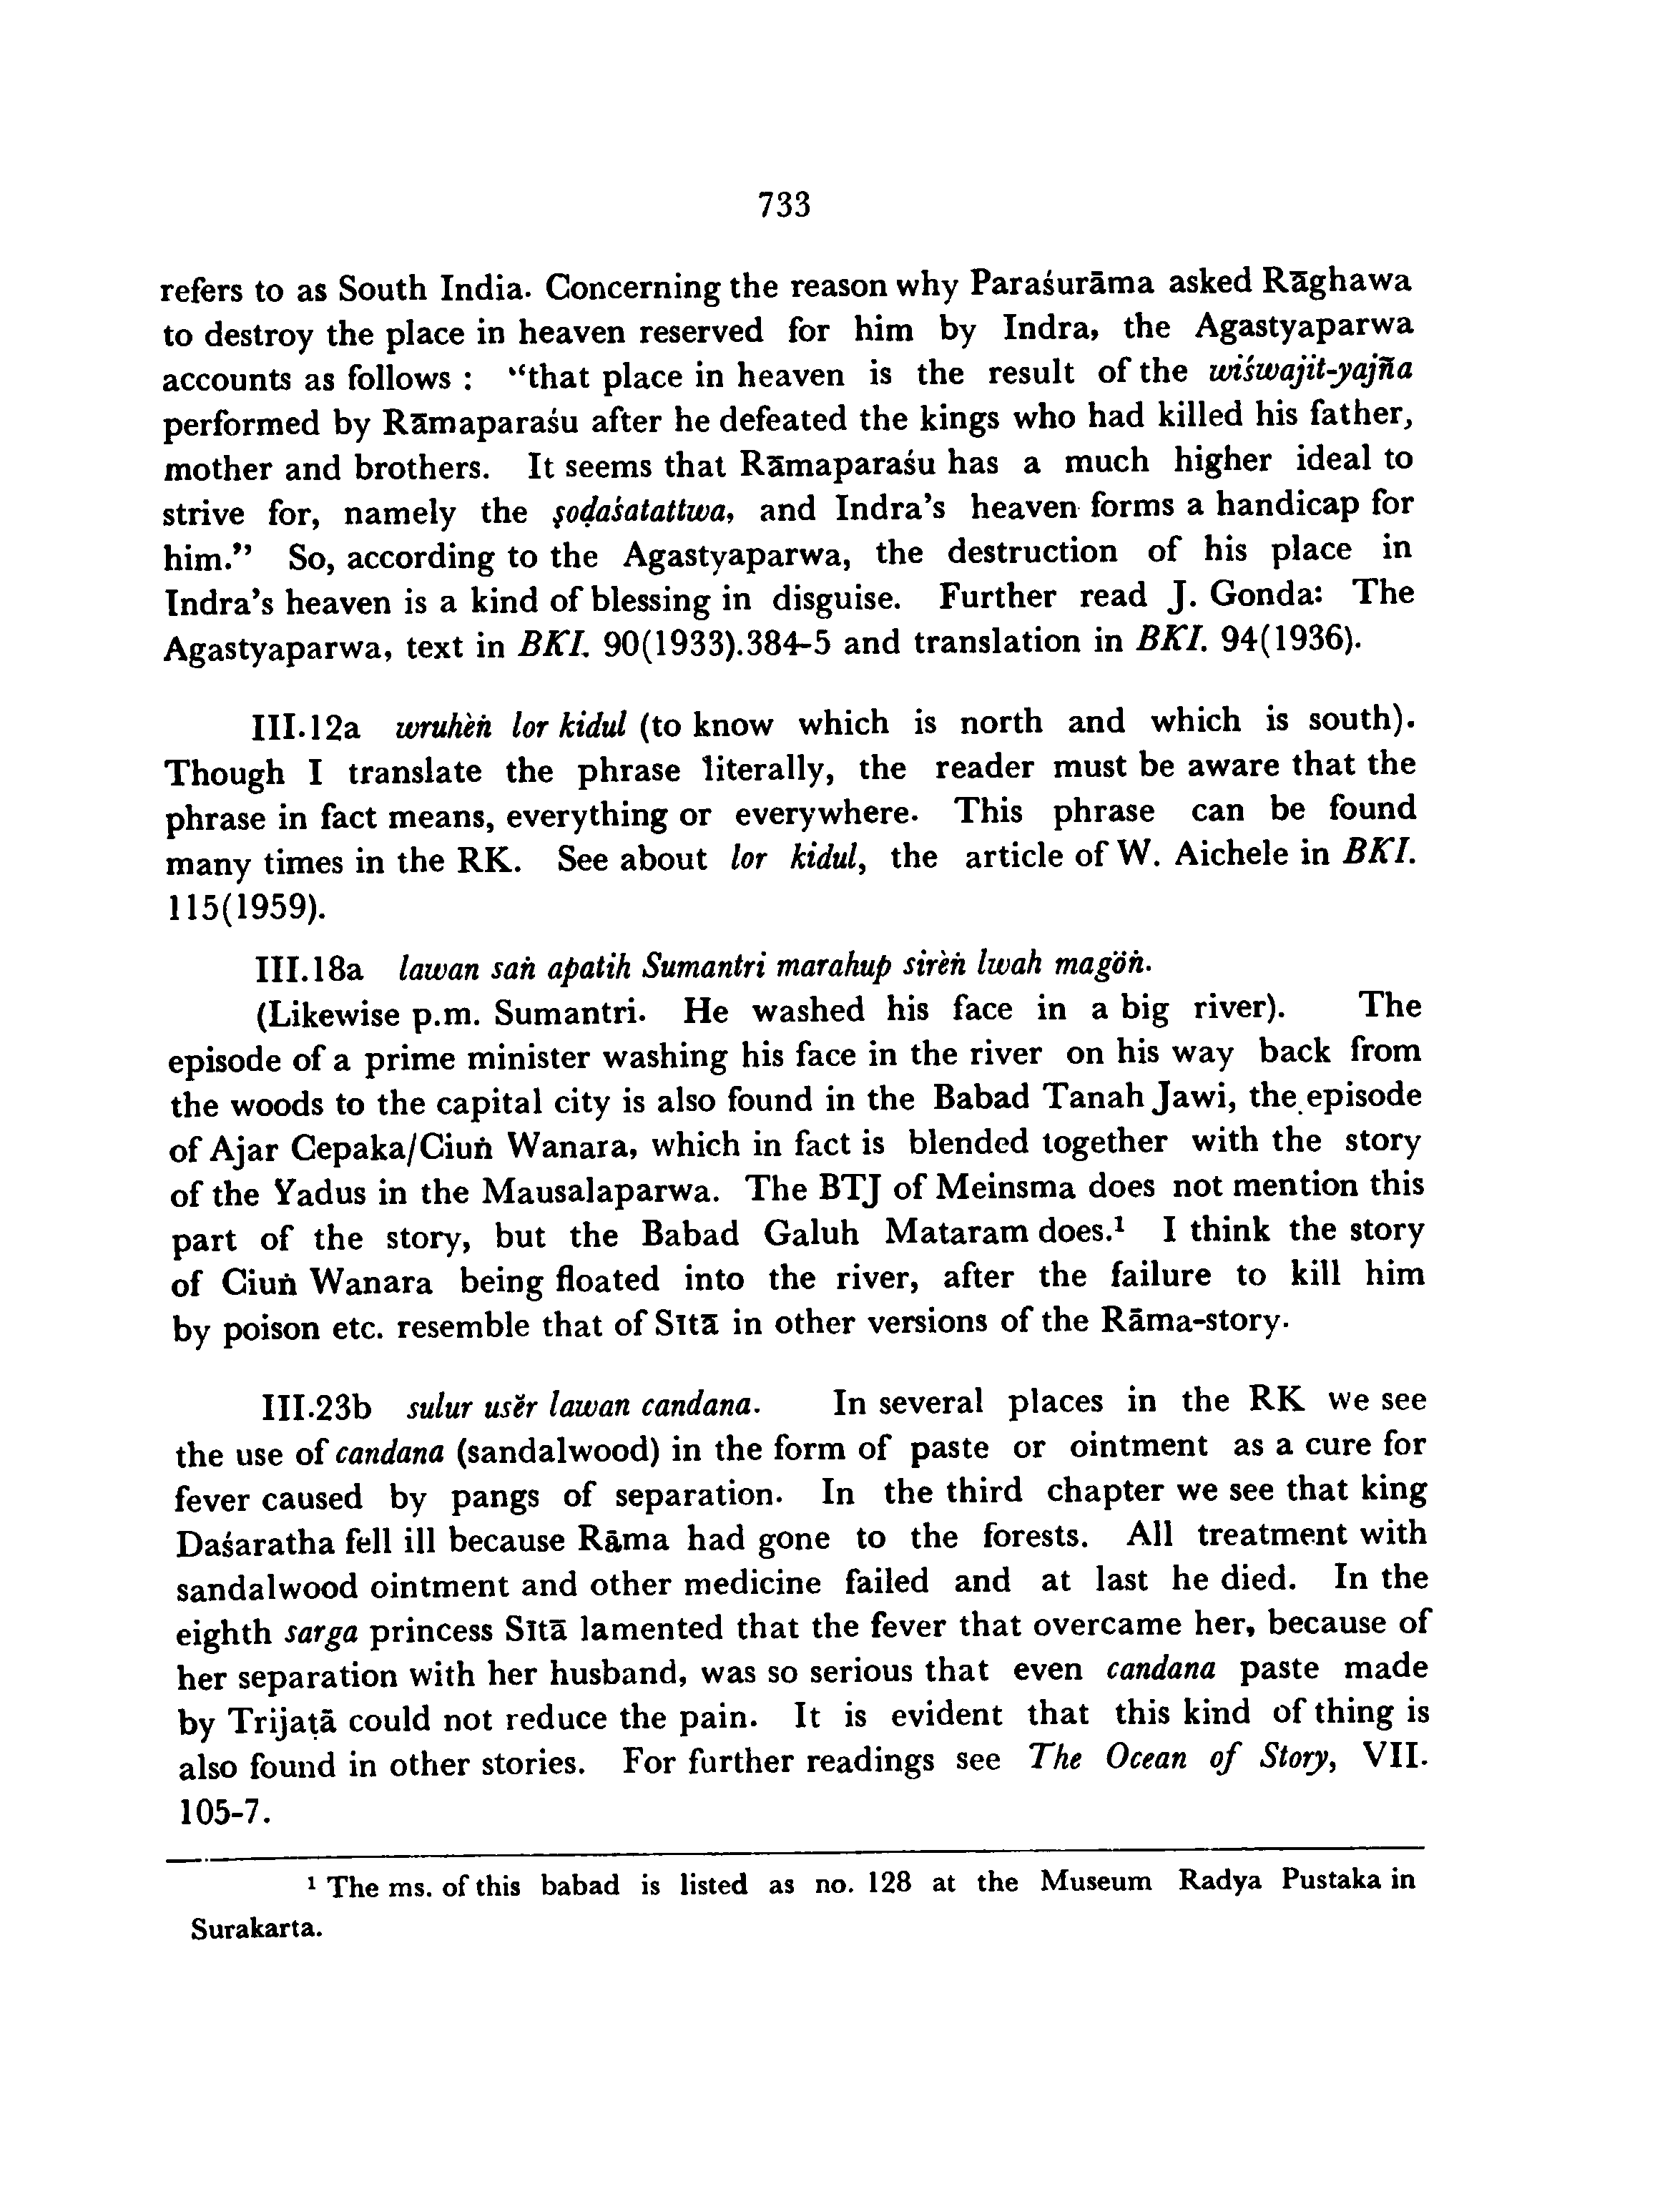 733
refers to as South India. Concerning the reason why Paraśurāma asked Rāghawa
to destroy the place in heaven reserved for him by Indra, the Agastyaparwa
accounts as follows : “that place in heaven is the result of the wiśwajit-yajña
performed by Rāmaparaśu after he defeated the kings who had killed his father,
mother and brothers. It seems that Rāmaparaśu has a much higher ideal to
strive for, namely the ṣoḍaśatattwa, and Indra’s heaven forms a handicap for
him.” So, according to the Agastyaparwa, the destruction of his place in
Indra’s heaven is a kind of blessing in disguise. Further read J. Gonda: The
Agastyaparwa, text in BKI. 90(1933).384-5 and translation in BKI. 94(1936).
III.12a wruhèṅ lor kidul (to know which is north and which is south).
Though I translate the phrase literally, the reader must be aware that the
phrase in fact means, everything or everywhere. This phrase can be found
many times in the RK. See about lor kidul, the article of W. Aichele in BKI.
115(1959).
III.18a lawan saṅ apatih Sumantri marahup sirèṅ lwah magöṅ.
(Likewise p.m. Sumantri. He washed his face in a big river). The
episode of a prime minister washing his face in the river on his way back from
the woods to the capital city is also found in the Babad Tanah Jawi, the episode
of Ajar Cepaka/Ciuṅ Wanara, which in fact is blended together with the story
of the Yadus in the Mausalaparwa. The BTJ of Meinsma does not mention this
part of the story, but the Babad Galuh Mataram does.¹ I think the story
of Ciuṅ Wanara being floated into the river, after the failure to kill him
by poison etc. resemble that of Sītā in other versions of the Rāma-story.
III.23b sulur usĕr lawan candana. In several places in the RK we see
the use of candana (sandalwood) in the form of paste or ointment as a cure for
fever caused by pangs of separation. In the third chapter we see that king
Daśaratha fell ill because Rāma had gone to the forests. All treatment with
sandalwood ointment and other medicine failed and at last he died. In the
eighth sarga princess Sītā lamented that the fever that overcame her, because of
her separation with her husband, was so serious that even candana paste made
by Trijaṭā could not reduce the pain. It is evident that this kind of thing is
also found in other stories. For further readings see The Ocean of Story, VII.
105-7.
¹ The ms. of this babad is listed as no. 128 at the Museum Radya Pustaka in
Surakarta.